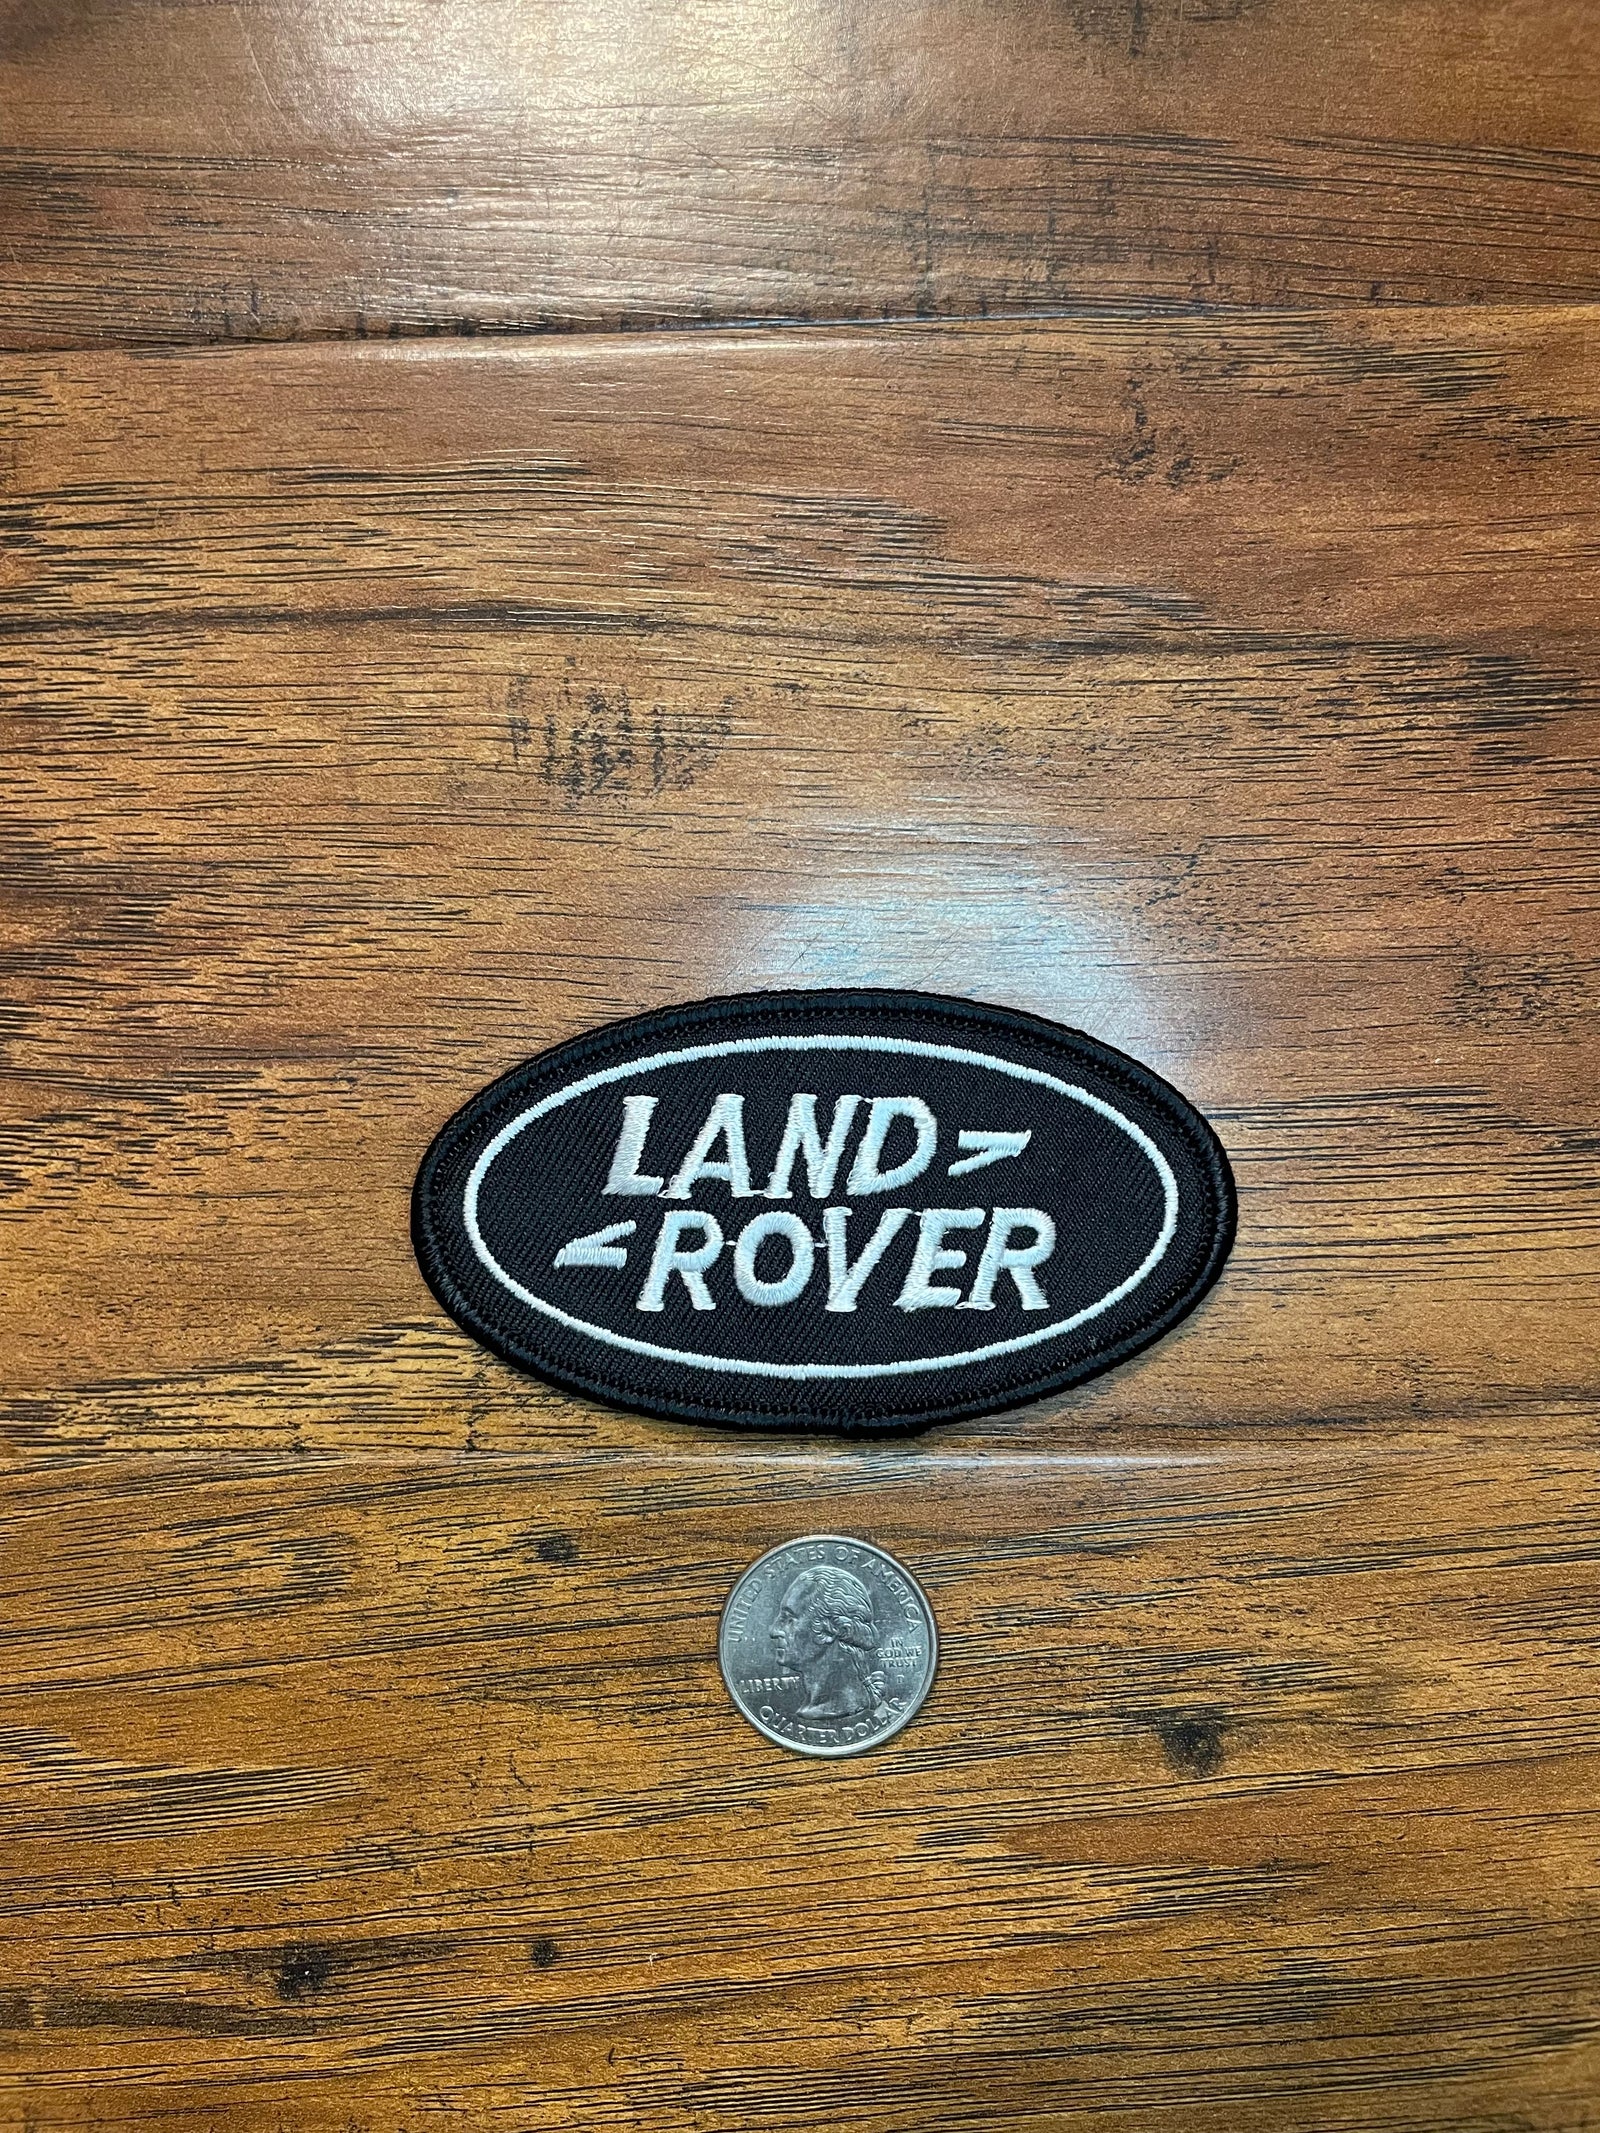 LAND
ROVER
UNITED STATES OF AMERICA
LIBERTY
IN
GOD WE
TRUST
QUARTER DOLLAR